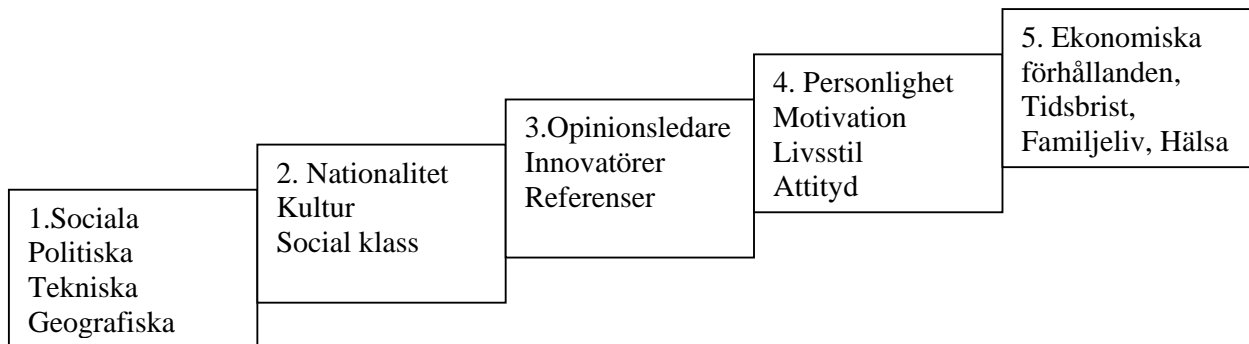 1.Sociala
Politiska
Tekniska
Geografiska
2. Nationalitet
Kultur
Social klass
3.Opinionsledare
Innovatörer
Referenser
4. Personlighet
Motivation
Livsstil
Attityd
5. Ekonomiska
förhållanden,
Tidsbrist,
Familjeliv, Hälsa